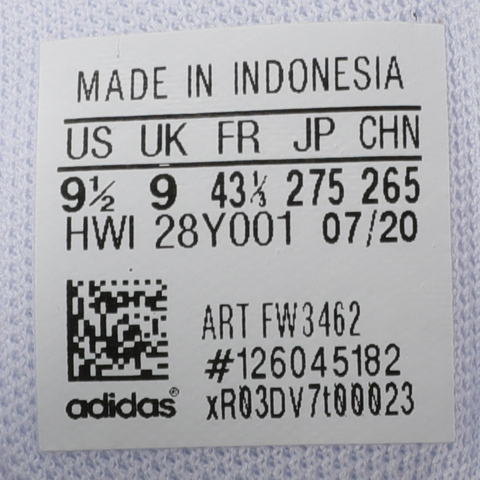 MADE IN INDONESIA
US UK FR JP CHN
9½ 9 43⅓ 275 265
HWI 28Y001 07/20
ART FW3462
#126045182
adidas® xR03DV7t00023